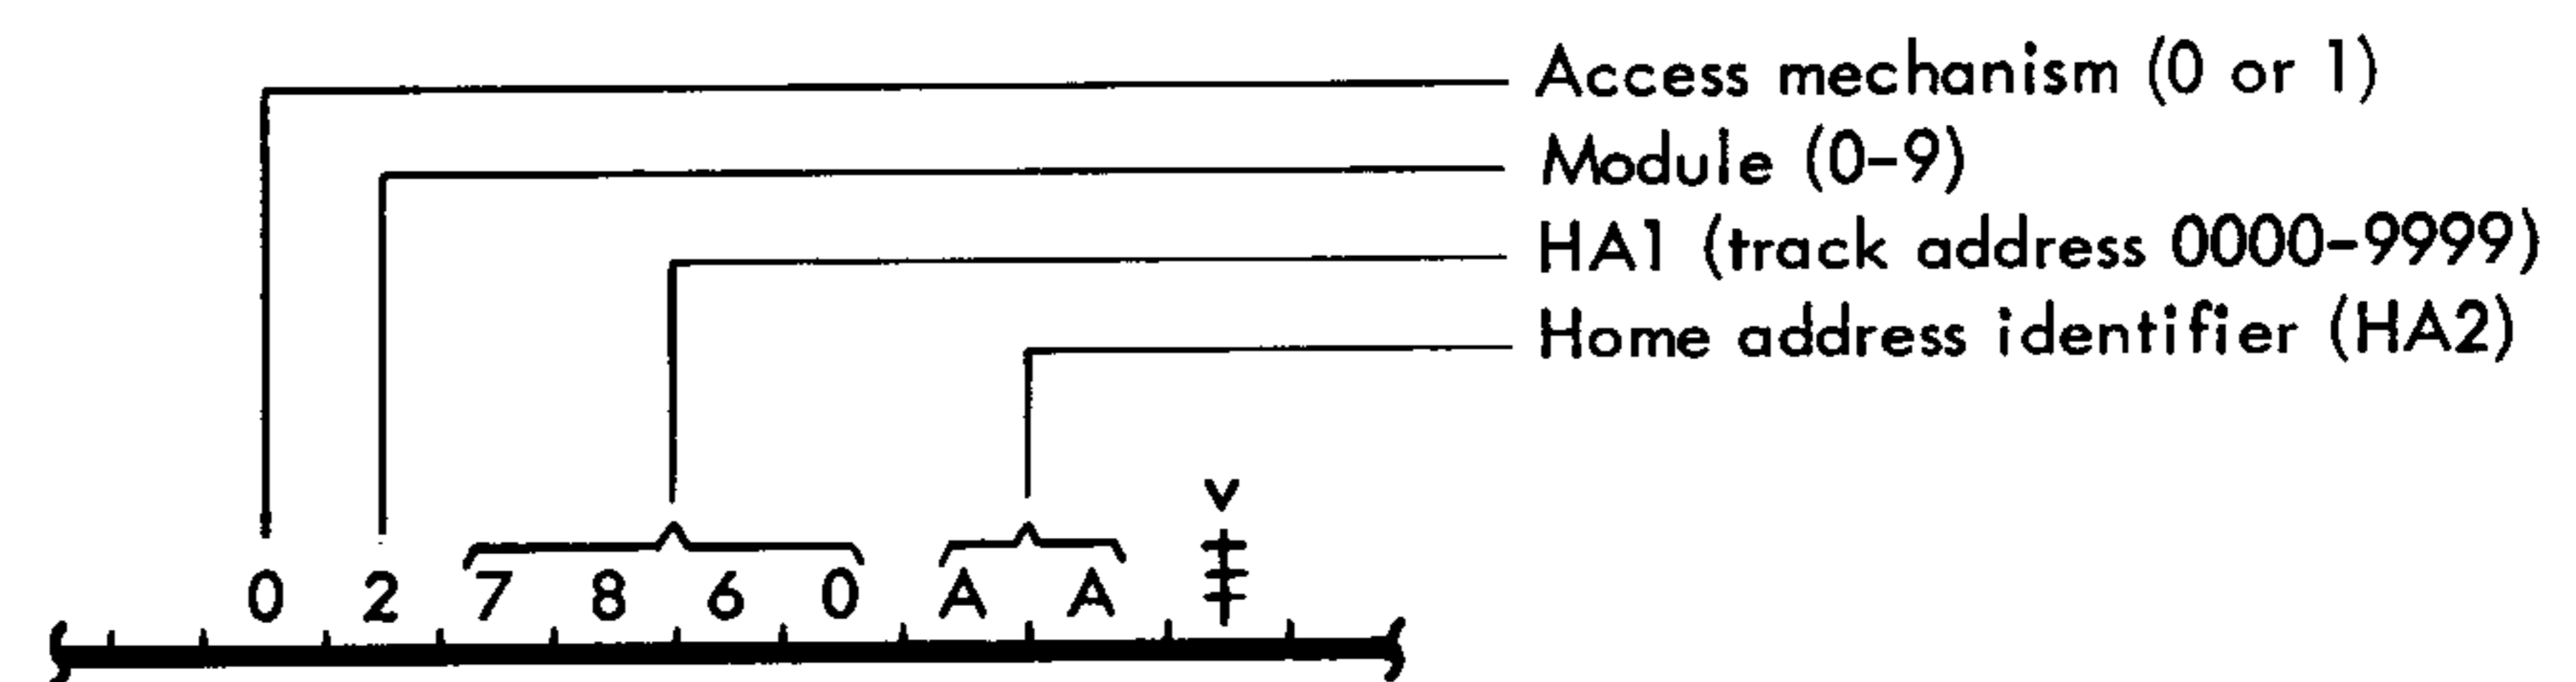 Access mechanism (0 or 1)
Module (0-9)
HA1 (track address 0000-9999)
Home address identifier (HA2)
v
0 2 7 8 6 0 A A ⯒